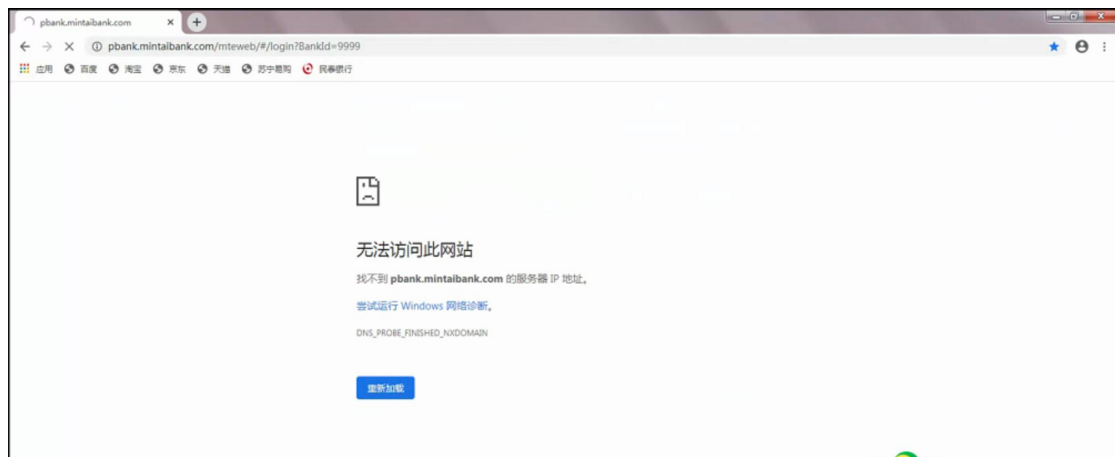 pbank.mintaibank.com
pbank.mintaibank.com/mteweb/#/login?BankId=9999
应用 百度 淘宝 京东 天猫 苏宁易购 民泰银行
无法访问此网站
找不到 pbank.mintaibank.com 的服务器 IP 地址。
尝试运行 Windows 网络诊断。
DNS_PROBE_FINISHED_NXDOMAIN
重新加载